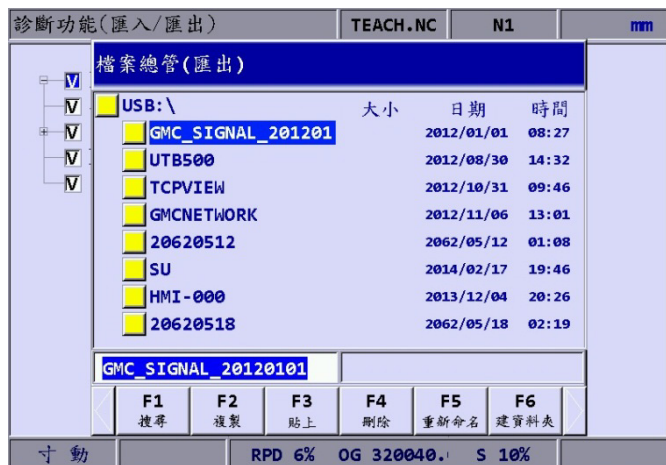 診斷功能(匯入/匯出) TEACH.NC N1 mm
檔案總管(匯出)
USB:\ 大小 日期 時間
GMC_SIGNAL_201201 2012/01/01 08:27
UTB500 2012/08/30 14:32
TCPVIEW 2012/10/31 09:46
GMCNETWORK 2012/11/06 13:01
20620512 2062/05/12 01:08
SU 2014/02/17 19:46
HMI-000 2013/12/04 20:26
20620518 2062/05/18 02:19
GMC_SIGNAL_20120101
F1 F2 F3 F4 F5 F6
搜尋 複製 貼上 刪除 重新命名 建資料夾
寸動 RPD 6% OG 320040. S 10%